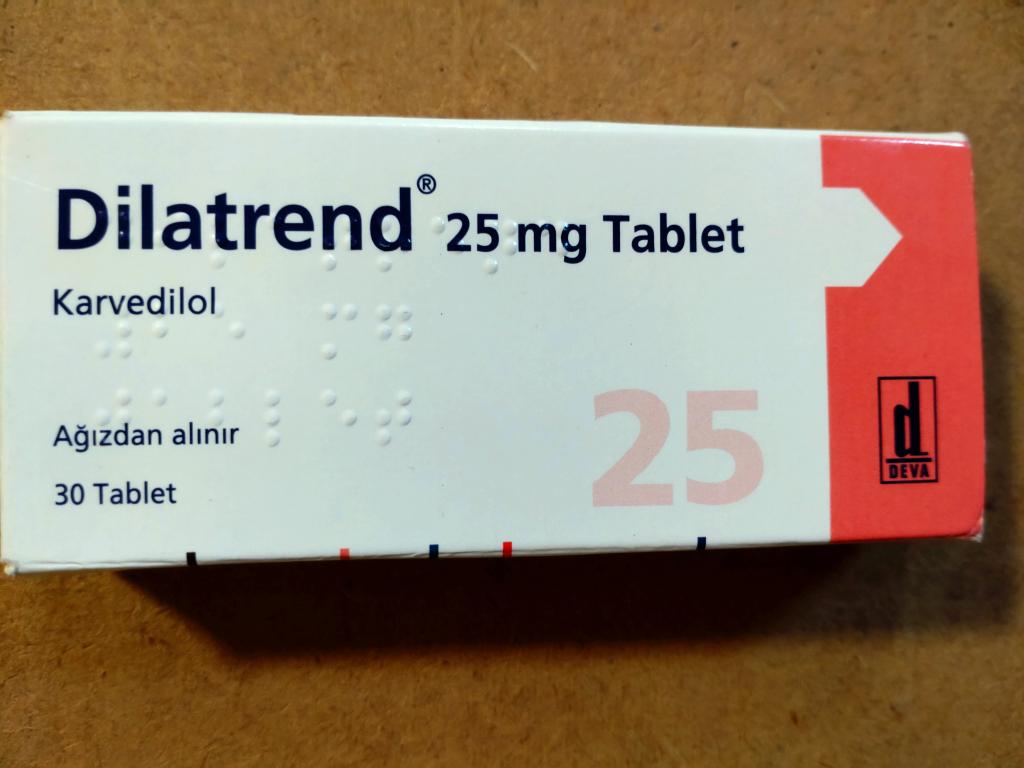 Dilatrend® 25 mg Tablet
Karvedilol
Ağızdan alınır
30 Tablet
25
d
DEVA